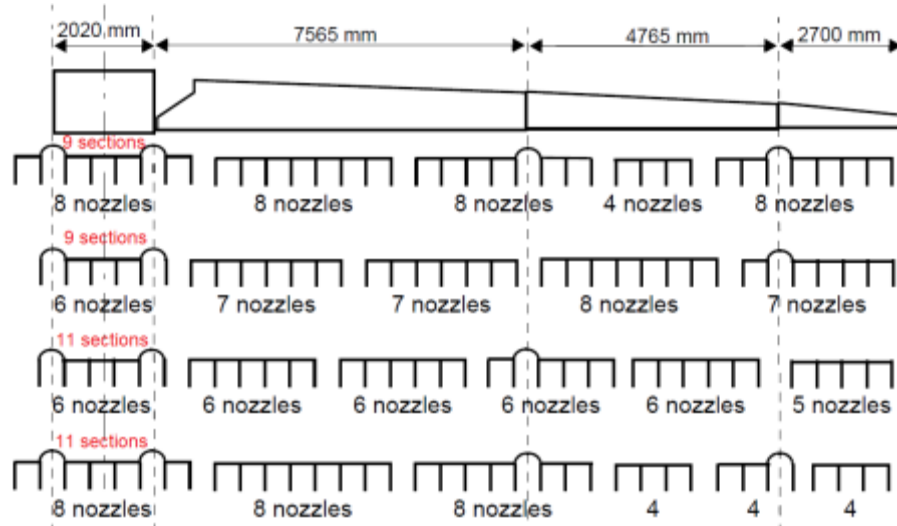 2020 mm 7565 mm 4765 mm 2700 mm
9 sections
8 nozzles 8 nozzles 8 nozzles 4 nozzles 8 nozzles
9 sections
6 nozzles 7 nozzles 7 nozzles 8 nozzles 7 nozzles
11 sections
6 nozzles 6 nozzles 6 nozzles 6 nozzles 6 nozzles 5 nozzles
11 sections
8 nozzles 8 nozzles 8 nozzles 4 4 4